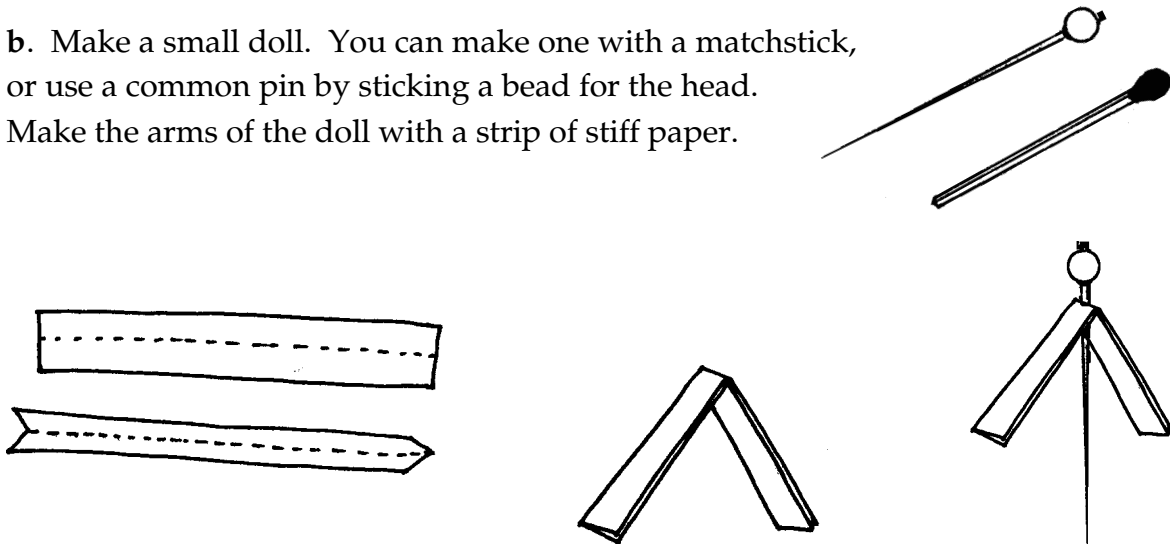 b. Make a small doll. You can make one with a matchstick,
or use a common pin by sticking a bead for the head.
Make the arms of the doll with a strip of stiff paper.